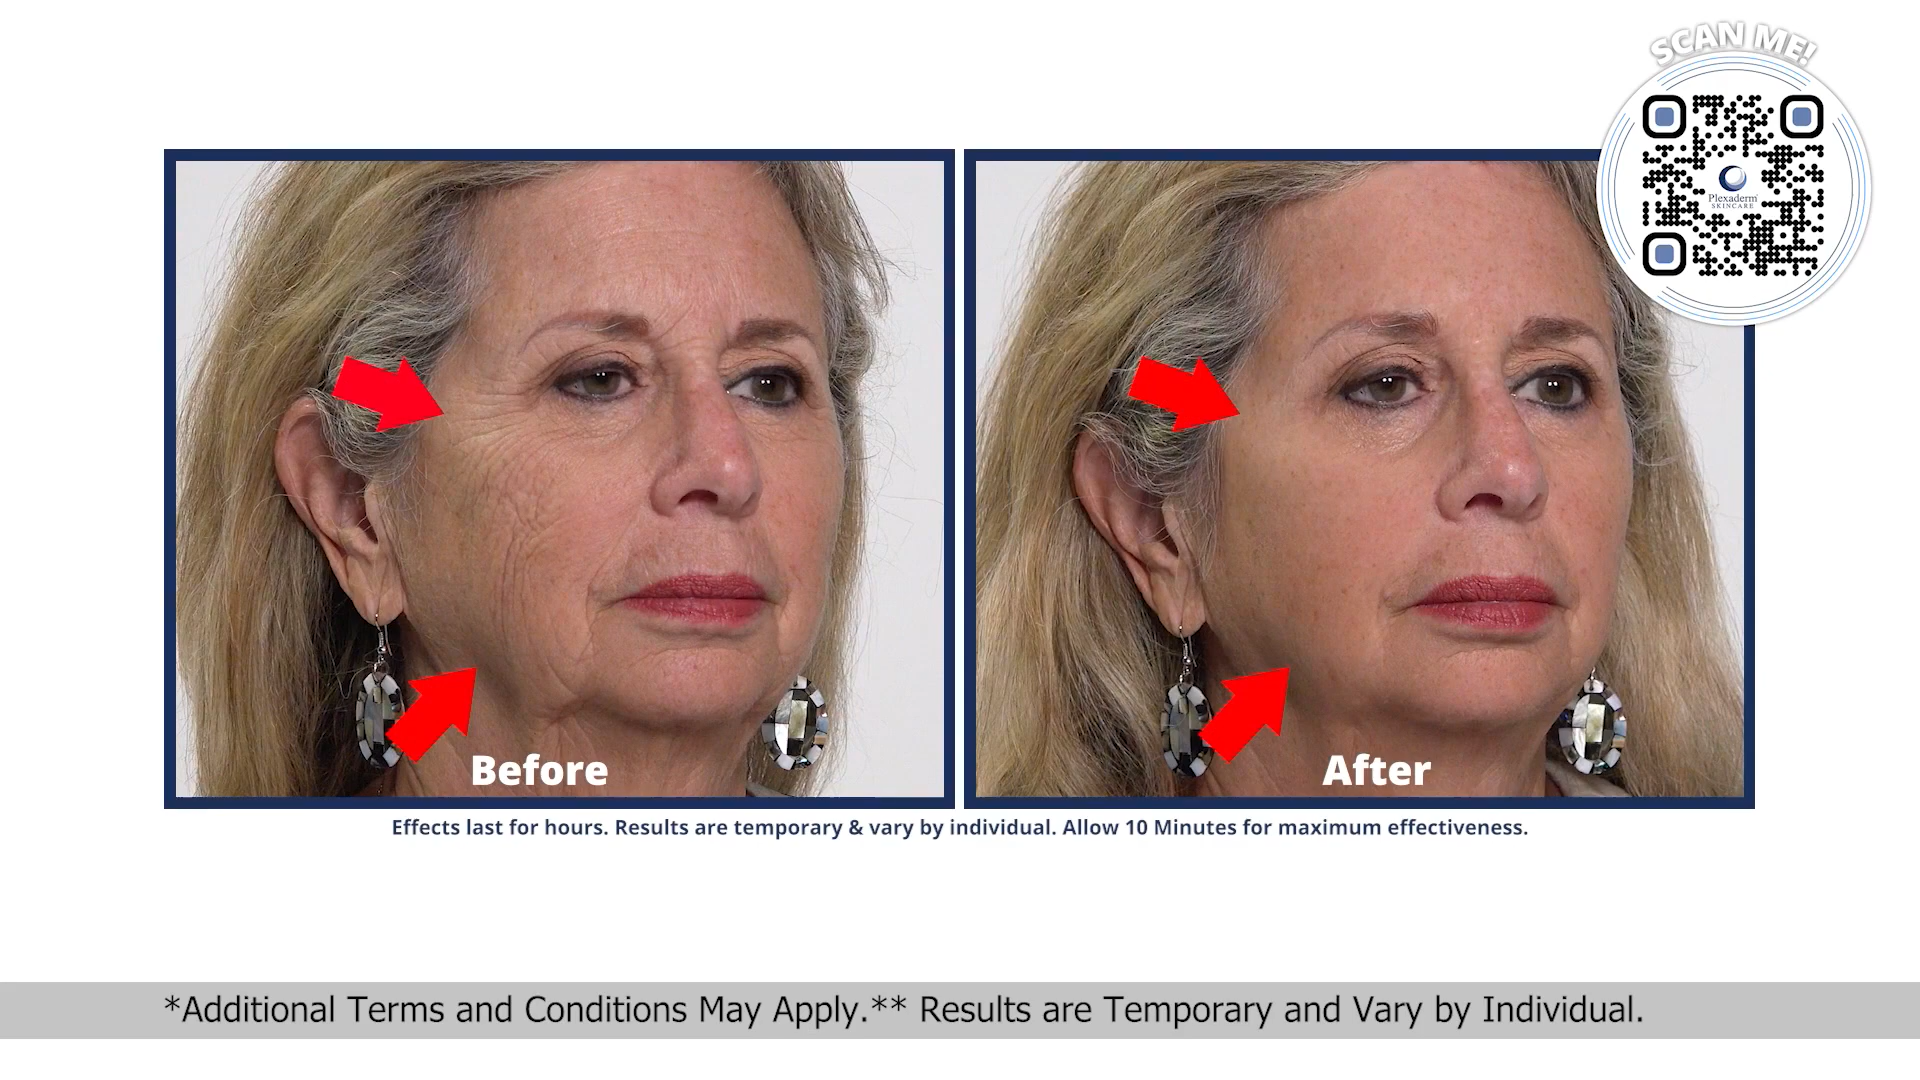 SCAN ME!
Plexaderm
SKINCARE
Before
After
Effects last for hours. Results are temporary & vary by individual. Allow 10 Minutes for maximum effectiveness.
*Additional Terms and Conditions May Apply.** Results are Temporary and Vary by Individual.